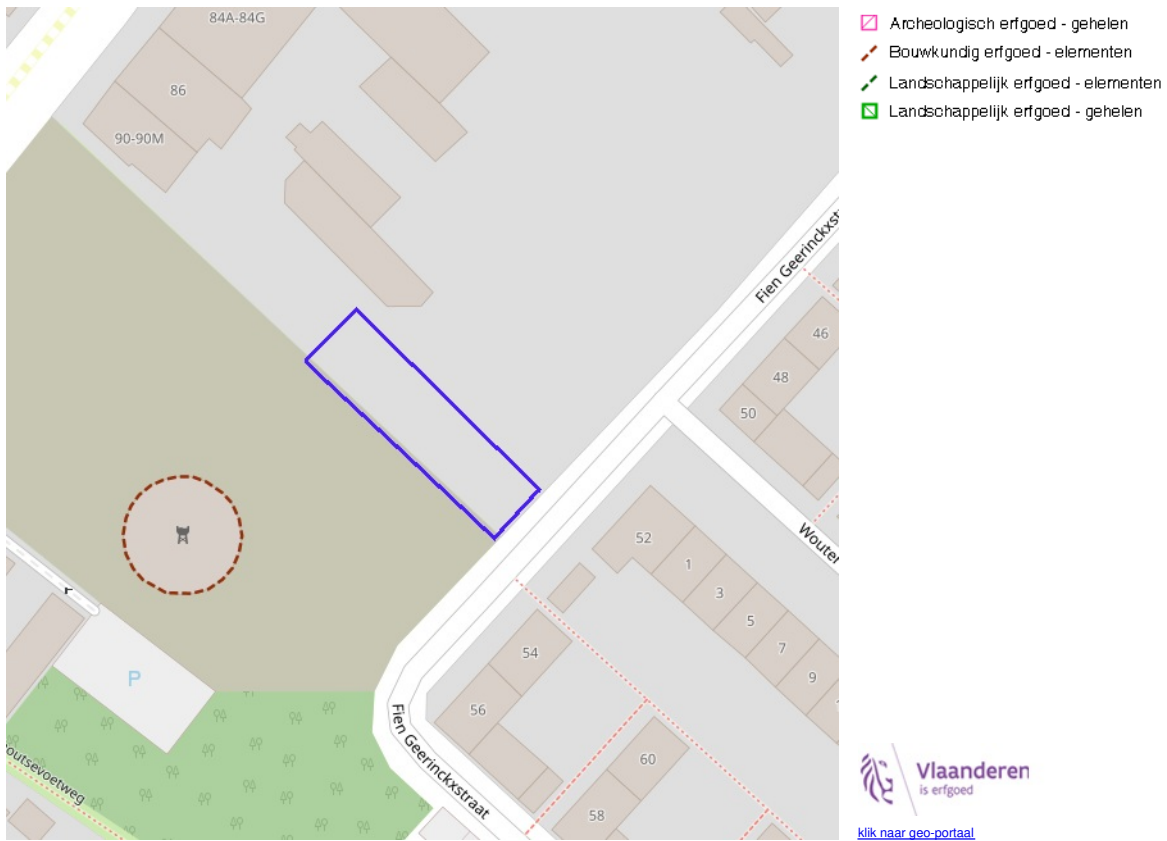 84A-84G
86
90-90M
Fien Geerinckxst
46
48
50
52
1
3
5
7
9
54
56
60
58
P
Fien Geerinckxstraat
outsevoetweg
Wouter
Archeologisch erfgoed - gehelen
Bouwkundig erfgoed - elementen
Landschappelijk erfgoed - elementen
Landschappelijk erfgoed - gehelen
Vlaanderen
is erfgoed
klik naar geo-portaal